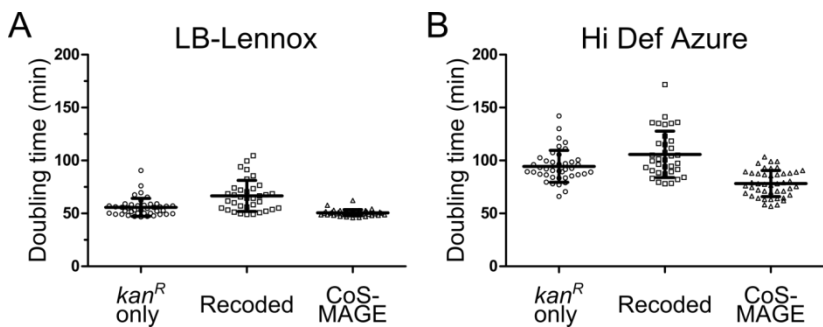 A
LB-Lennox
Doubling time (min)
200
150
100
50
0
kanR only
Recoded
CoS-MAGE
B
Hi Def Azure
Doubling time (min)
200
150
100
50
0
kanR only
Recoded
CoS-MAGE